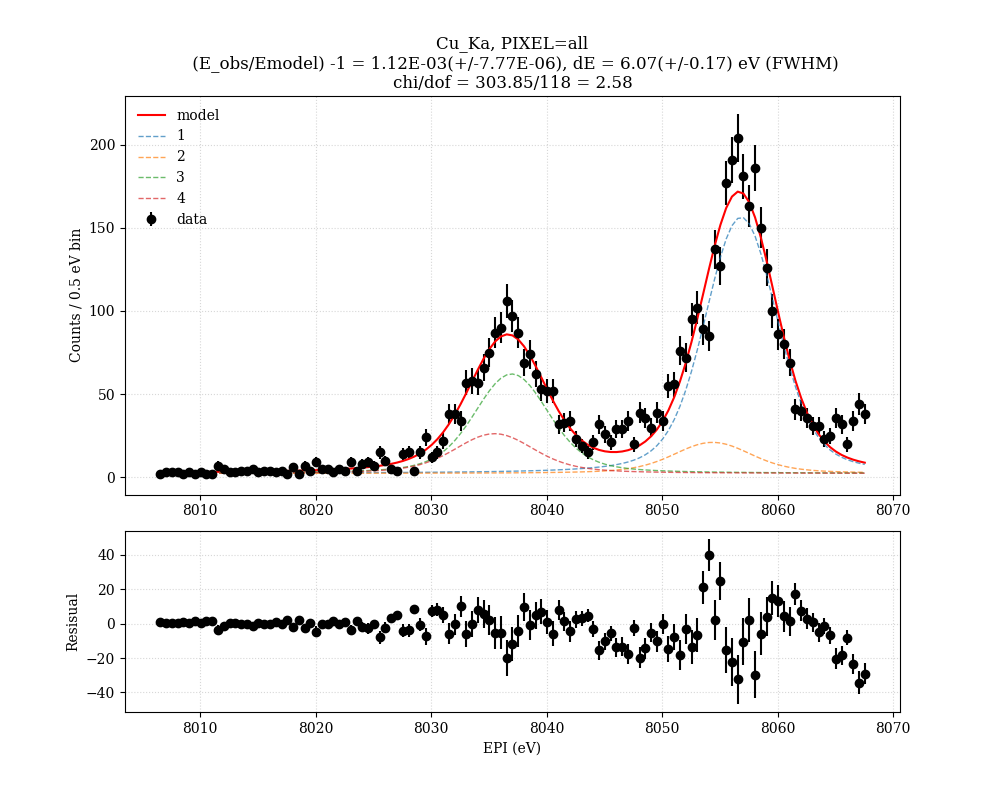 Cu_Ka, PIXEL=all
(E_obs/Emodel) -1 = 1.12E-03(+/-7.77E-06), dE = 6.07(+/-0.17) eV (FWHM)
chi/dof = 303.85/118 = 2.58
model
1
2
3
4
data
Counts / 0.5 eV bin
200
150
100
50
0
8010 8020 8030 8040 8050 8060 8070
Resisual
40
20
0
−20
−40
8010 8020 8030 8040 8050 8060 8070
EPI (eV)